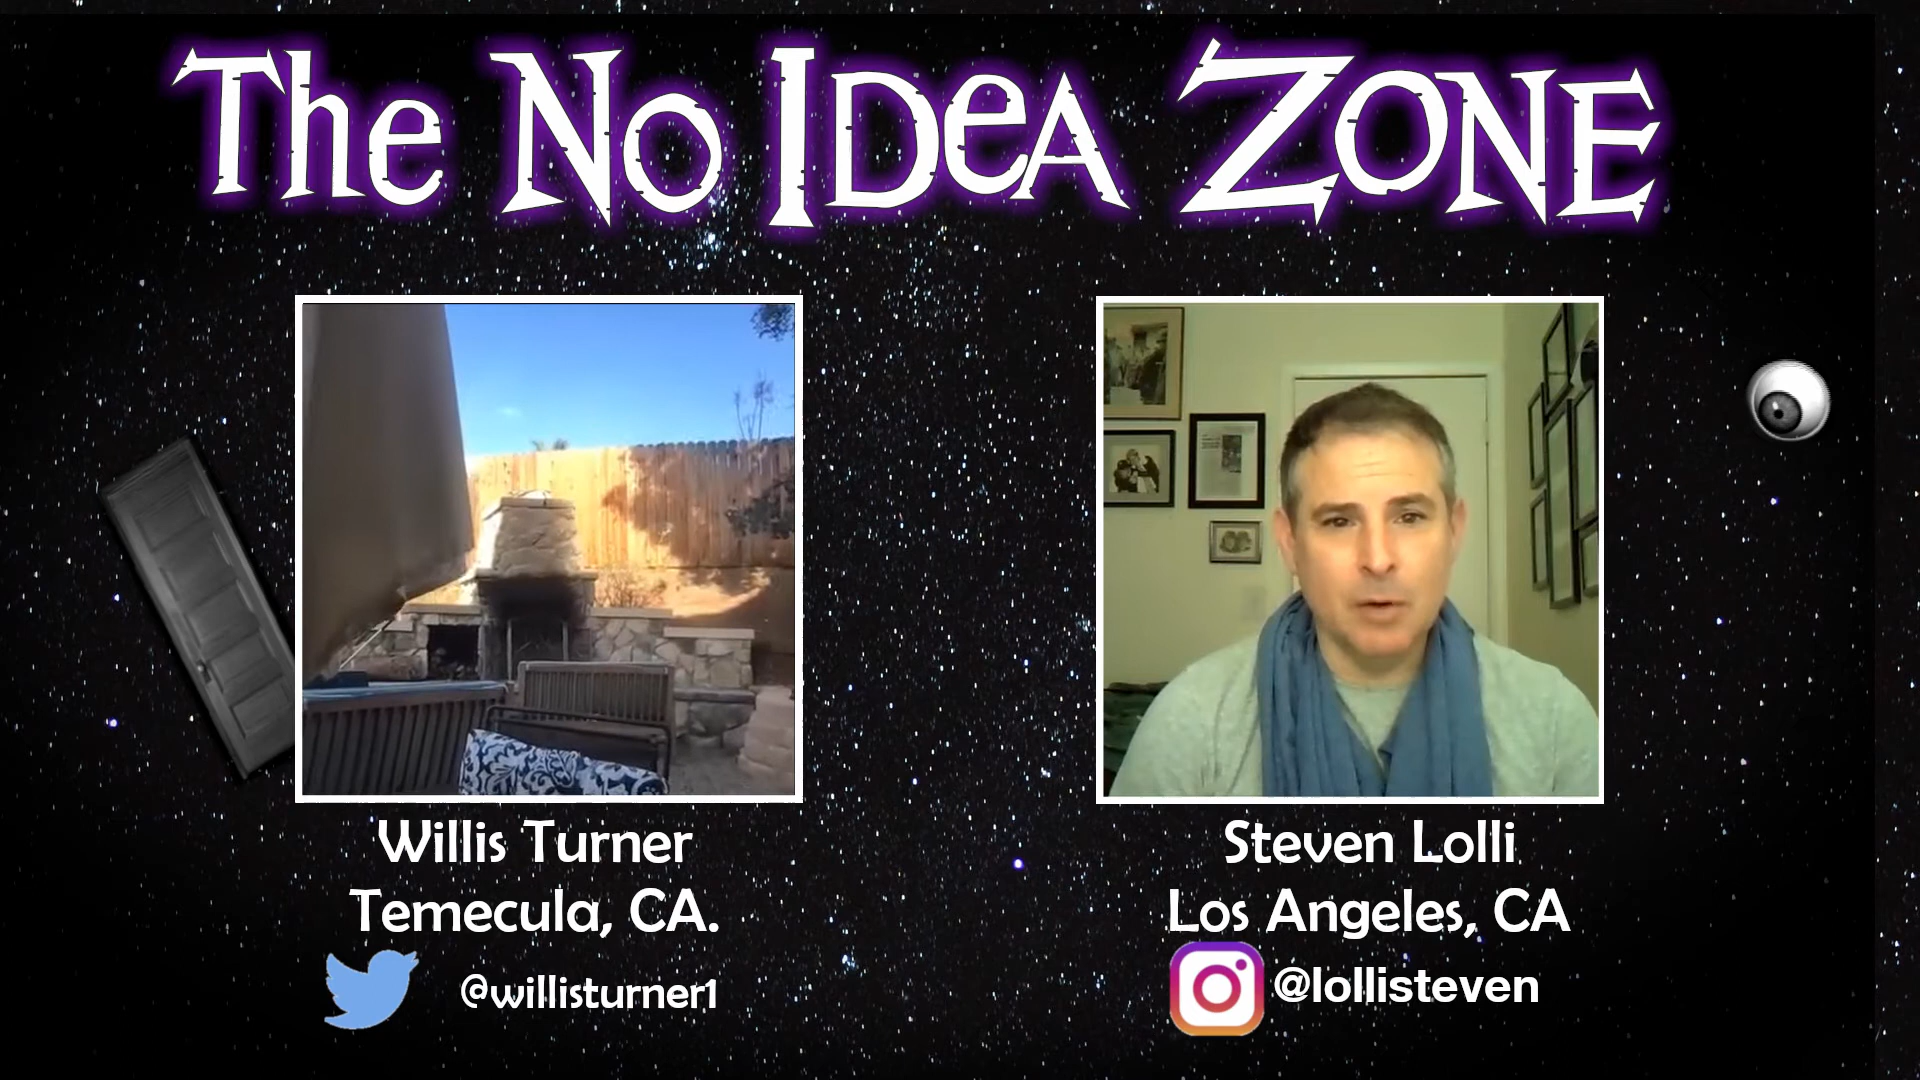 The No Idea Zone
Willis Turner
Temecula, CA.
@willisturner1
Steven Lolli
Los Angeles, CA
@lollisteven